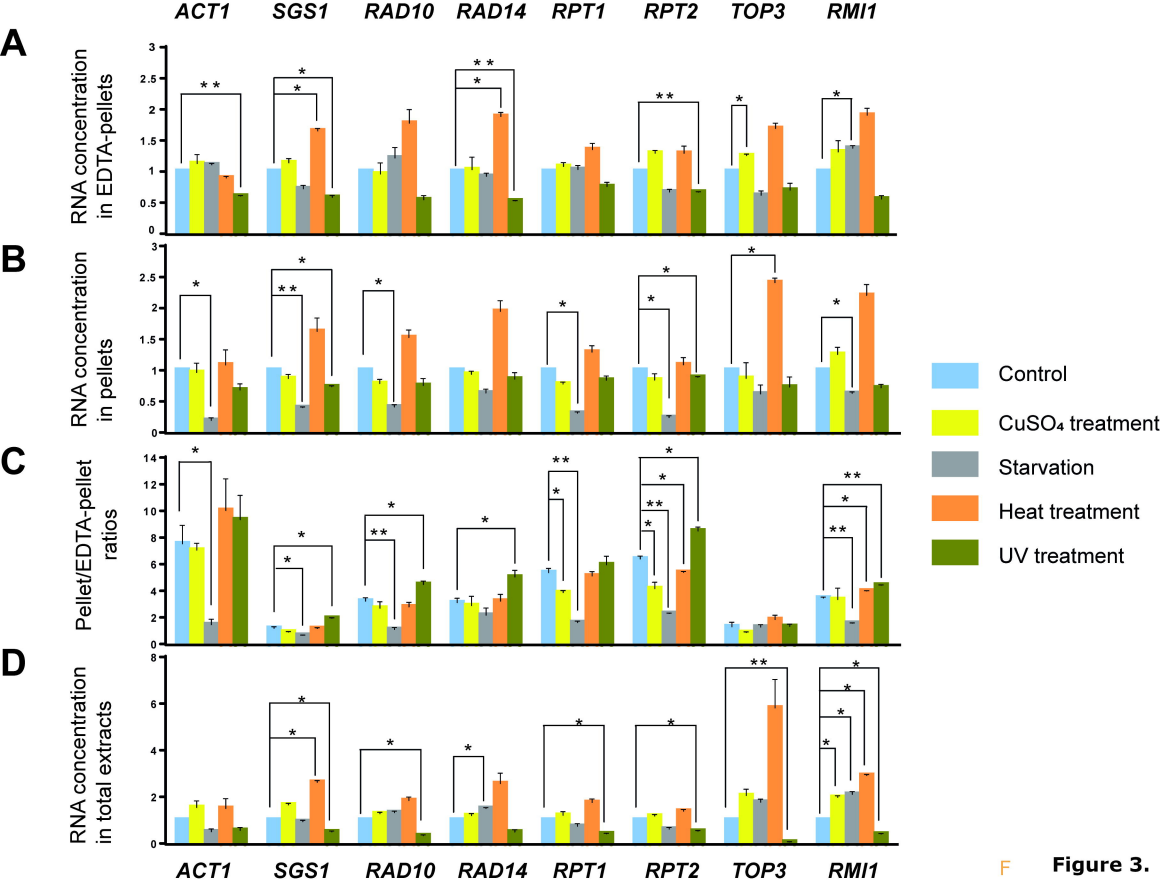 ACT1 SGS1 RAD10 RAD14 RPT1 RPT2 TOP3 RMI1
A
RNA concentration
in EDTA-pellets
3
2.5
2
1.5
1
0.5
0
** * * ** * ** * *
B
RNA concentration
in pellets
3
2.5
2
1.5
1
0.5
0
* * ** * * * * * *
Control
CuSO₄ treatment
Starvation
Heat treatment
UV treatment
C
Pellet/EDTA-pellet
ratios
14
12
10
8
6
4
2
0
* * * * ** * ** * * * ** * ** * **
D
RNA concentration
in total extracts
8
6
4
2
0
* * * * * * ** * * * *
ACT1 SGS1 RAD10 RAD14 RPT1 RPT2 TOP3 RMI1
F Figure 3.